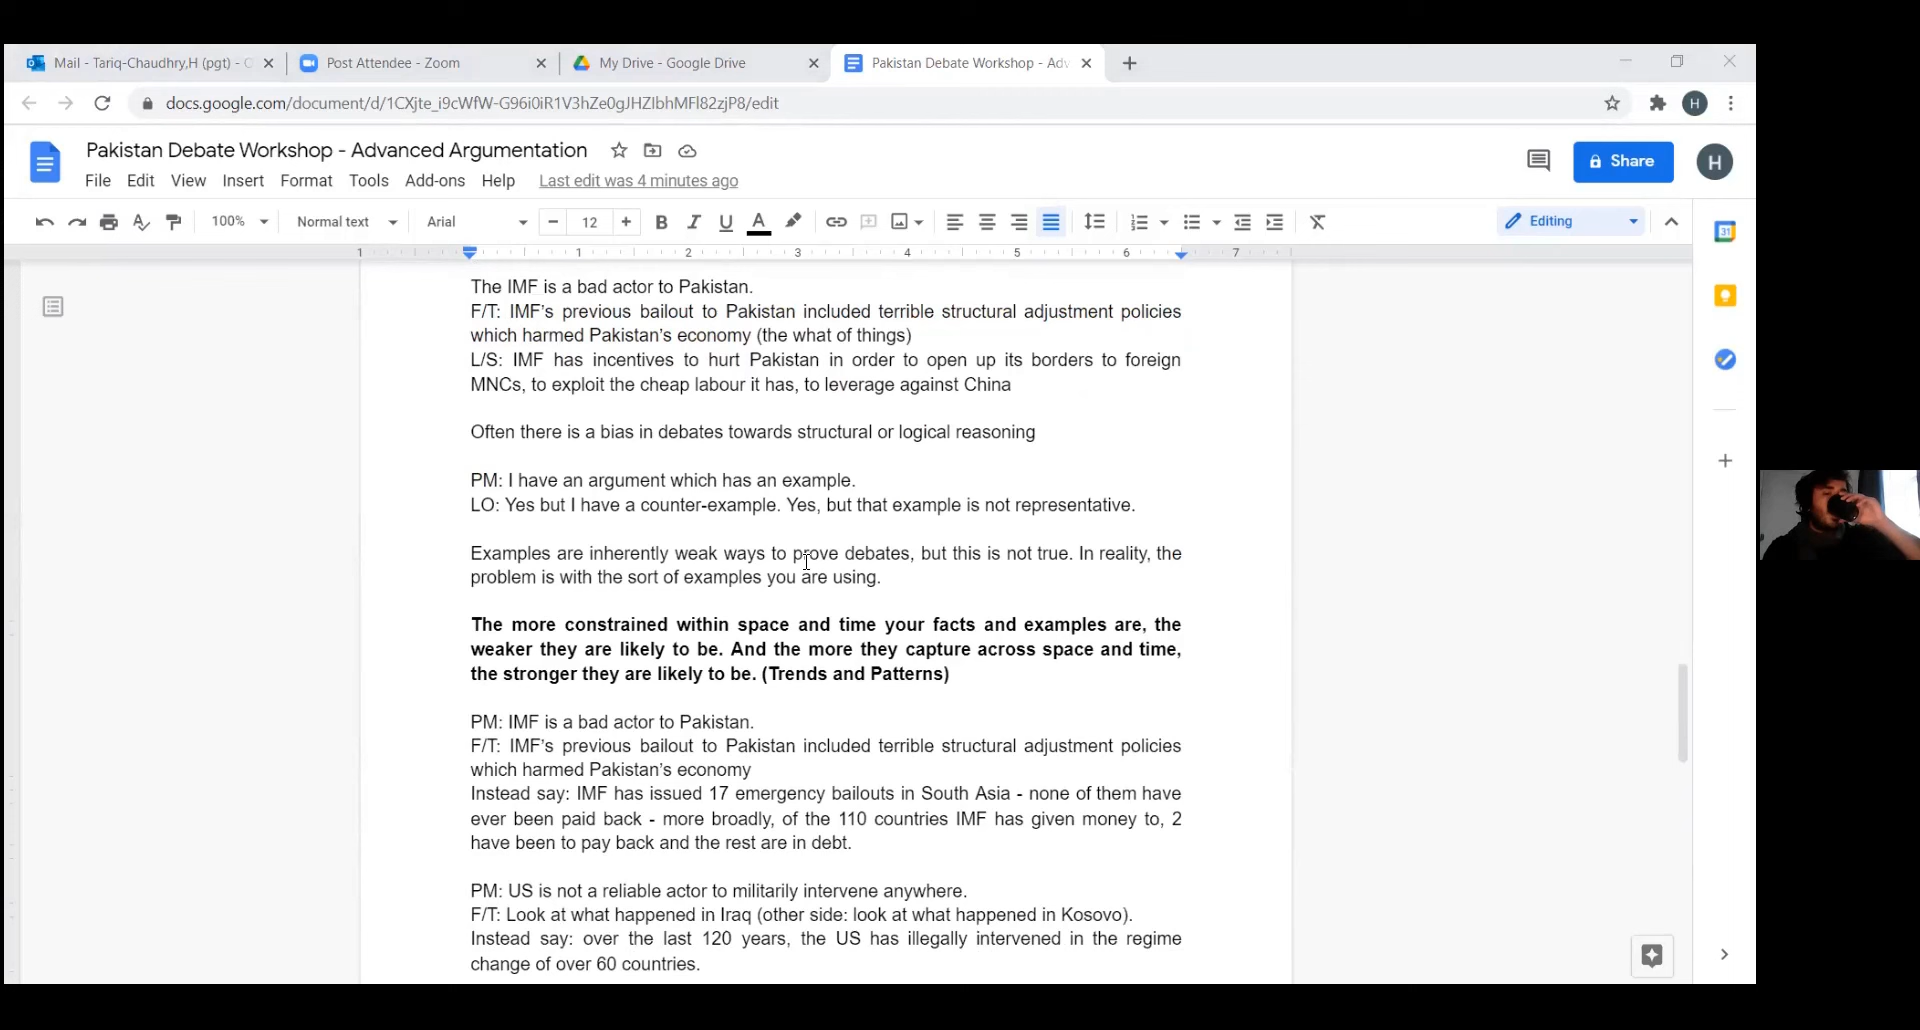 Mail - Tariq-Chaudhry,H (pgt) - O
Post Attendee - Zoom
My Drive - Google Drive
Pakistan Debate Workshop - Adv
docs.google.com/document/d/1CXjte_i9cWfW-G96i0iR1V3hZe0gJHZIbhMFl82zjP8/edit
H
Pakistan Debate Workshop - Advanced Argumentation
Share
H
File Edit View Insert Format Tools Add-ons Help Last edit was 4 minutes ago
100% Normal text Arial 12 B I U A Editing
31
1 1 2 3 4 5 6 7
The IMF is a bad actor to Pakistan.
F/T: IMF’s previous bailout to Pakistan included terrible structural adjustment policies
which harmed Pakistan’s economy (the what of things)
L/S: IMF has incentives to hurt Pakistan in order to open up its borders to foreign
MNCs, to exploit the cheap labour it has, to leverage against China
Often there is a bias in debates towards structural or logical reasoning
PM: I have an argument which has an example.
LO: Yes but I have a counter-example. Yes, but that example is not representative.
Examples are inherently weak ways to prove debates, but this is not true. In reality, the
problem is with the sort of examples you are using.
The more constrained within space and time your facts and examples are, the
weaker they are likely to be. And the more they capture across space and time,
the stronger they are likely to be. (Trends and Patterns)
PM: IMF is a bad actor to Pakistan.
F/T: IMF’s previous bailout to Pakistan included terrible structural adjustment policies
which harmed Pakistan’s economy
Instead say: IMF has issued 17 emergency bailouts in South Asia - none of them have
ever been paid back - more broadly, of the 110 countries IMF has given money to, 2
have been to pay back and the rest are in debt.
PM: US is not a reliable actor to militarily intervene anywhere.
F/T: Look at what happened in Iraq (other side: look at what happened in Kosovo).
Instead say: over the last 120 years, the US has illegally intervened in the regime
change of over 60 countries.